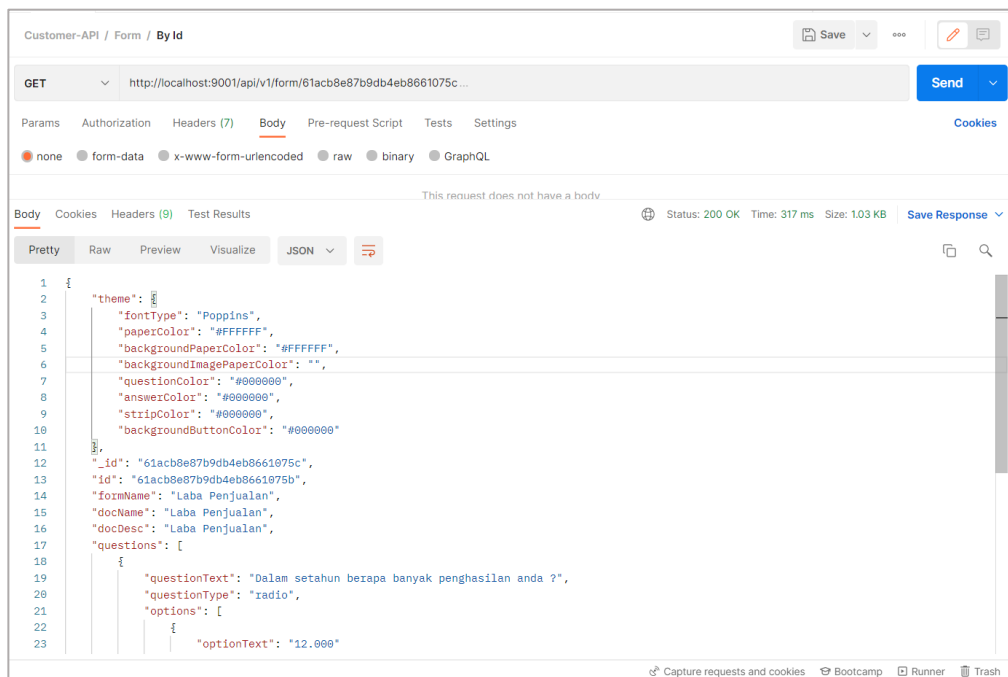 Customer-API / Form / By Id
Save
GET http://localhost:9001/api/v1/form/61acb8e87b9db4eb8661075c...
Send
Params Authorization Headers (7) Body Pre-request Script Tests Settings Cookies
none form-data x-www-form-urlencoded raw binary GraphQL
This request does not have a body
Body Cookies Headers (9) Test Results Status: 200 OK Time: 317 ms Size: 1.03 KB Save Response
Pretty Raw Preview Visualize JSON
1 {
2 "theme": {
3 "fontType": "Poppins",
4 "paperColor": "#FFFFFF",
5 "backgroundPaperColor": "#FFFFFF",
6 "backgroundImagePaperColor": "",
7 "questionColor": "#000000",
8 "answerColor": "#000000",
9 "stripColor": "#000000",
10 "backgroundButtonColor": "#000000"
11 },
12 "_id": "61acb8e87b9db4eb8661075c",
13 "id": "61acb8e87b9db4eb8661075b",
14 "formName": "Laba Penjualan",
15 "docName": "Laba Penjualan",
16 "docDesc": "Laba Penjualan",
17 "questions": [
18 {
19 "questionText": "Dalam setahun berapa banyak penghasilan anda ?",
20 "questionType": "radio",
21 "options": [
22 {
23 "optionText": "12.000"
Capture requests and cookies Bootcamp Runner Trash